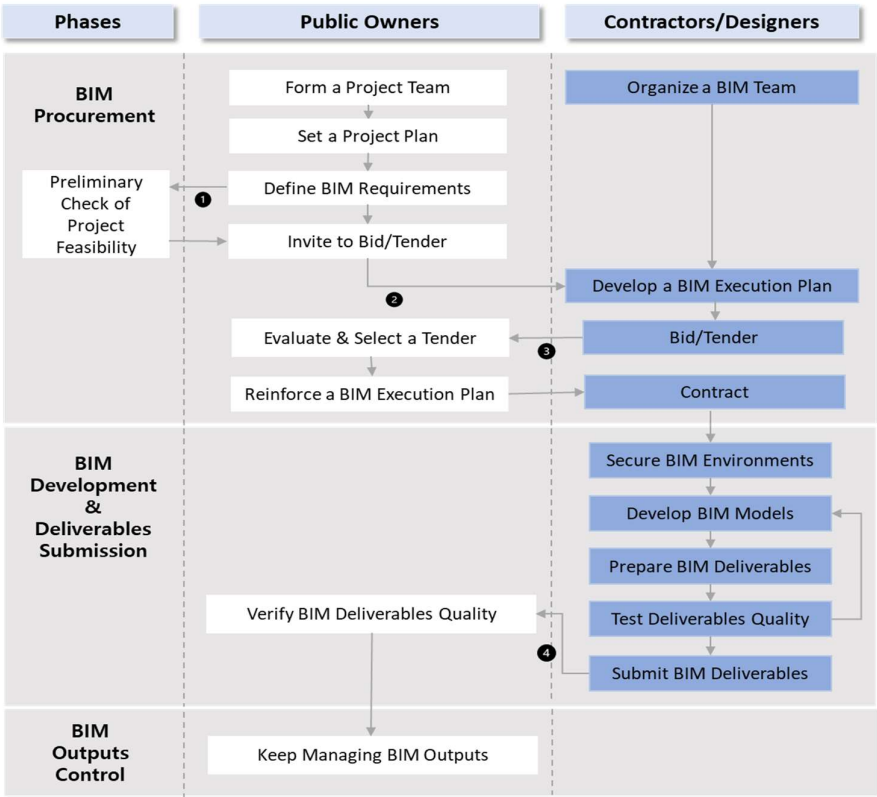 Phases
Public Owners
Contractors/Designers
BIM
Procurement
Form a Project Team
Organize a BIM Team
Set a Project Plan
Preliminary
Check of
Project
Feasibility
Define BIM Requirements
1
Invite to Bid/Tender
2
Develop a BIM Execution Plan
Evaluate & Select a Tender
3
Bid/Tender
Reinforce a BIM Execution Plan
Contract
BIM
Development
&
Deliverables
Submission
Secure BIM Environments
Develop BIM Models
Prepare BIM Deliverables
Verify BIM Deliverables Quality
Test Deliverables Quality
4
Submit BIM Deliverables
BIM
Outputs
Control
Keep Managing BIM Outputs